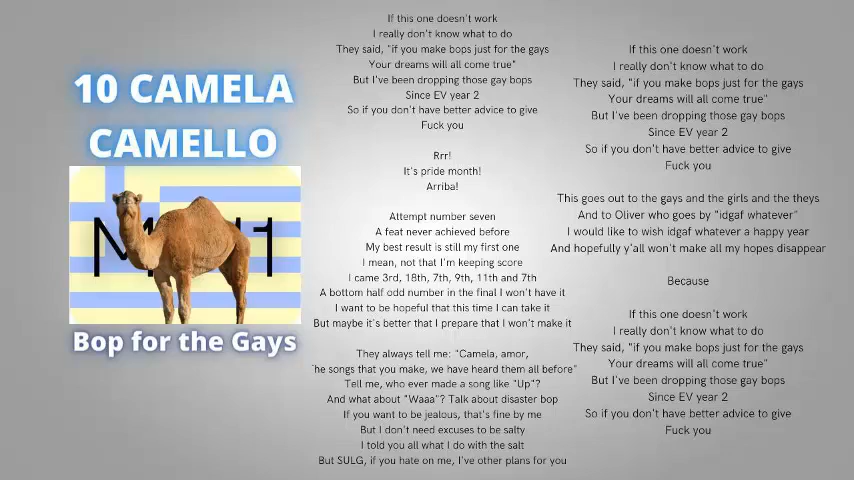 10 CAMELA
CAMELLO
M 1
Bop for the Gays
If this one doesn't work
I really don't know what to do
They said, "if you make bops just for the gays
Your dreams will all come true"
But I've been dropping those gay bops
Since EV year 2
So if you don't have better advice to give
Fuck you
Rrr!
It's pride month!
Arriba!
Attempt number seven
A feat never achieved before
My best result is still my first one
I mean, not that I'm keeping score
I came 3rd, 18th, 7th, 9th, 11th and 7th
A bottom half odd number in the final I won't have it
I want to be hopeful that this time I can take it
But maybe it's better that I prepare that I won't make it
They always tell me: "Camela, amor,
he songs that you make, we have heard them all before"
Tell me, who ever made a song like "Up"?
And what about "Waaa"? Talk about disaster bop
If you want to be jealous, that's fine by me
But I don't need excuses to be salty
I told you all what I do with the salt
But SULG, if you hate on me, I've other plans for you
If this one doesn't work
I really don't know what to do
They said, "if you make bops just for the gays
Your dreams will all come true"
But I've been dropping those gay bops
Since EV year 2
So if you don't have better advice to give
Fuck you
This goes out to the gays and the girls and the theys
And to Oliver who goes by "idgaf whatever"
I would like to wish idgaf whatever a happy year
And hopefully y'all won't make all my hopes disappear
Because
If this one doesn't work
I really don't know what to do
They said, "if you make bops just for the gays
Your dreams will all come true"
But I've been dropping those gay bops
Since EV year 2
So if you don't have better advice to give
Fuck you